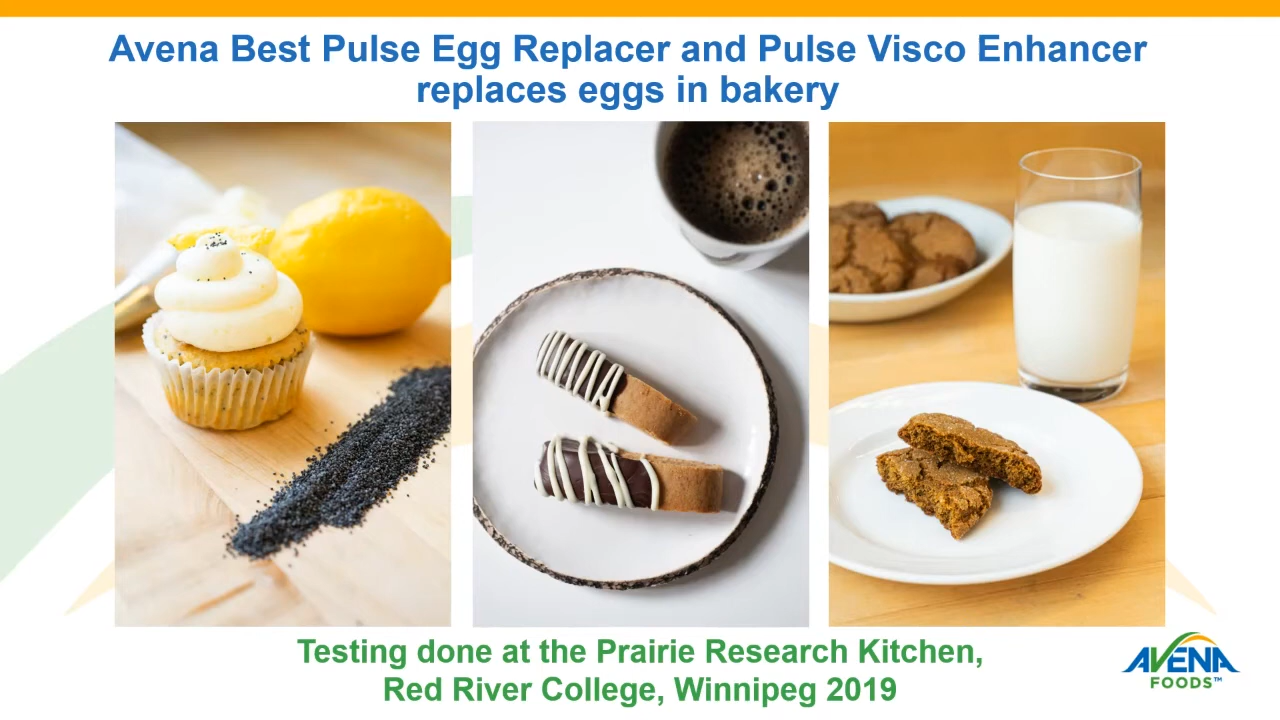 Avena Best Pulse Egg Replacer and Pulse Visco Enhancer
replaces eggs in bakery
Testing done at the Prairie Research Kitchen,
Red River College, Winnipeg 2019
AVENA
FOODS™